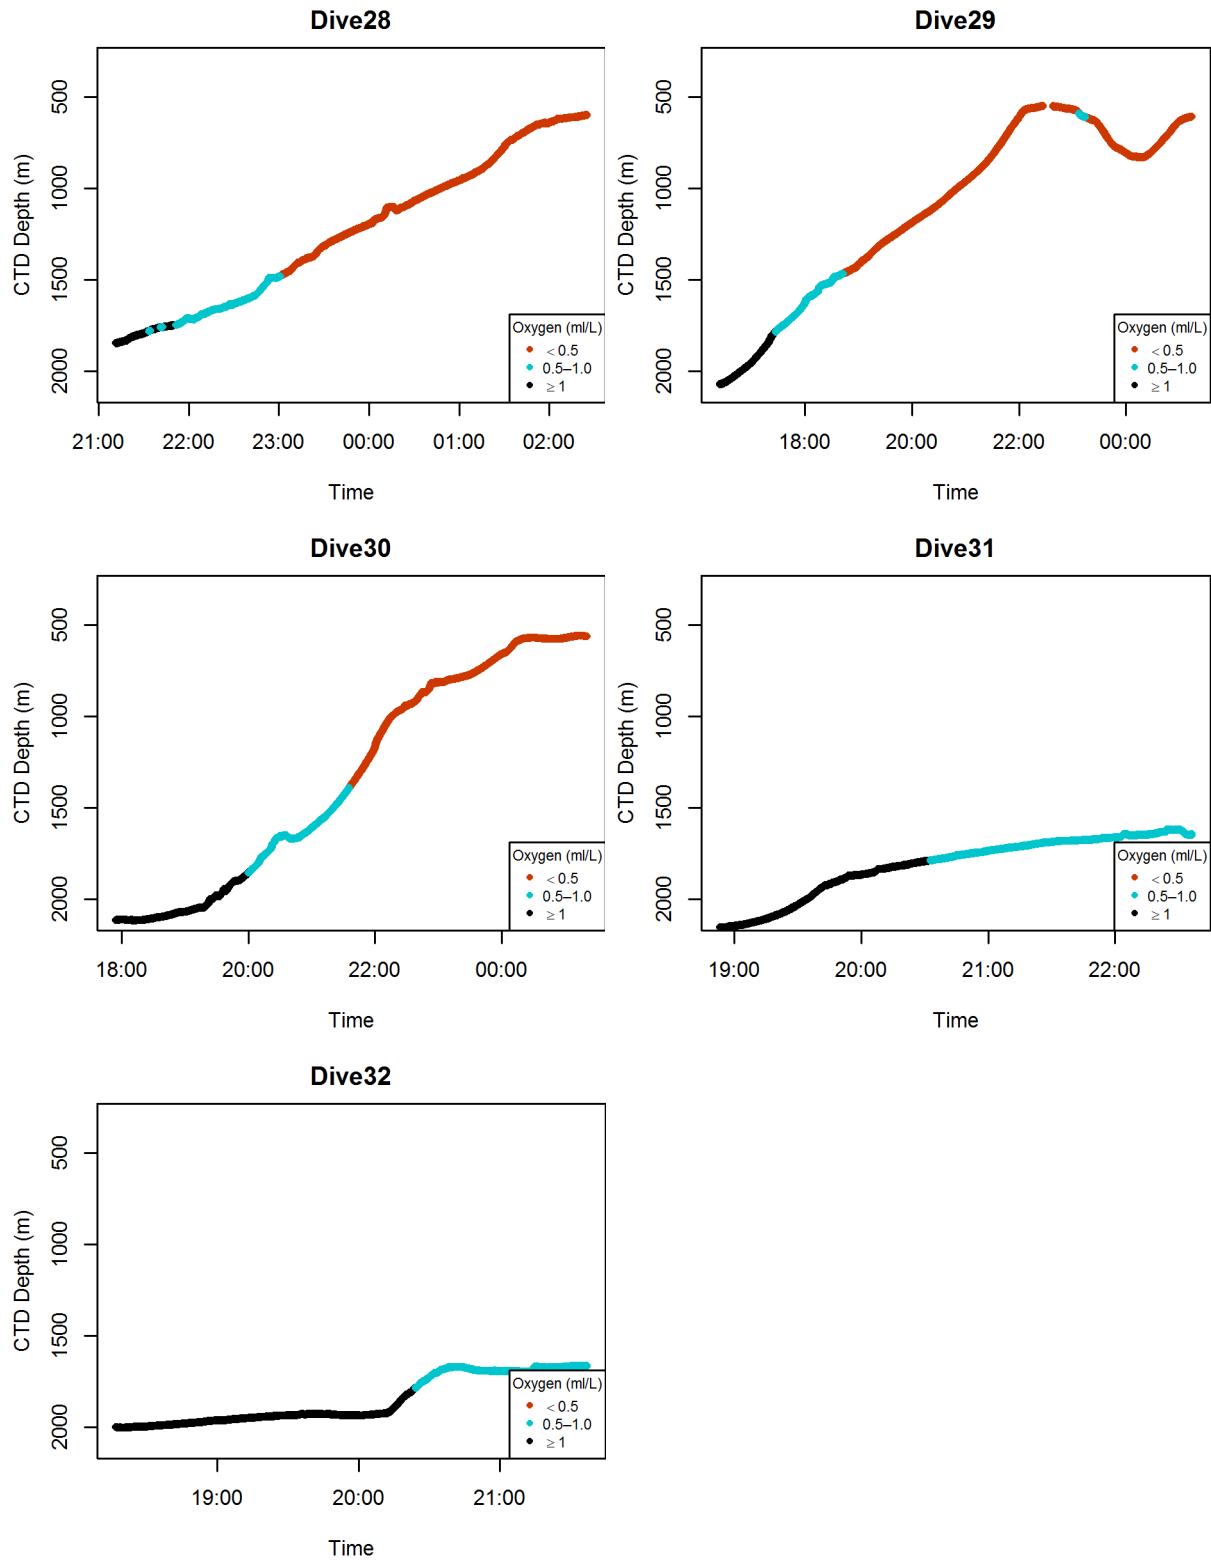 Dive28
CTD Depth (m)
500
1000
1500
2000
Oxygen (ml/L)
< 0.5
0.5–1.0
≥ 1
21:00 22:00 23:00 00:00 01:00 02:00
Time
Dive29
CTD Depth (m)
500
1000
1500
2000
Oxygen (ml/L)
< 0.5
0.5–1.0
≥ 1
18:00 20:00 22:00 00:00
Time
Dive30
CTD Depth (m)
500
1000
1500
2000
Oxygen (ml/L)
< 0.5
0.5–1.0
≥ 1
18:00 20:00 22:00 00:00
Time
Dive31
CTD Depth (m)
500
1000
1500
2000
Oxygen (ml/L)
< 0.5
0.5–1.0
≥ 1
19:00 20:00 21:00 22:00
Time
Dive32
CTD Depth (m)
500
1000
1500
2000
Oxygen (ml/L)
< 0.5
0.5–1.0
≥ 1
19:00 20:00 21:00
Time